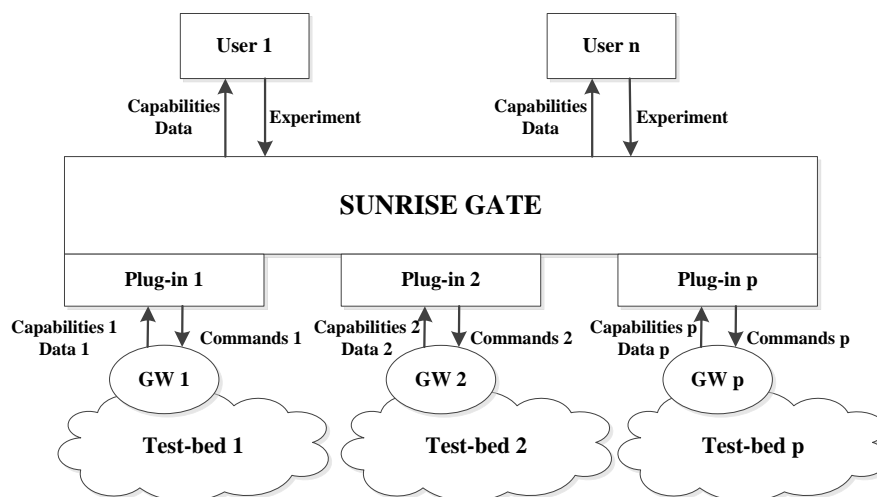 User 1
User n
Capabilities
Data
Experiment
Capabilities
Data
Experiment
SUNRISE GATE
Plug-in 1
Plug-in 2
Plug-in p
Capabilities 1
Data 1
Commands 1
Capabilities 2
Data 2
Commands 2
Capabilities p
Data p
Commands p
GW 1
GW 2
GW p
Test-bed 1
Test-bed 2
Test-bed p